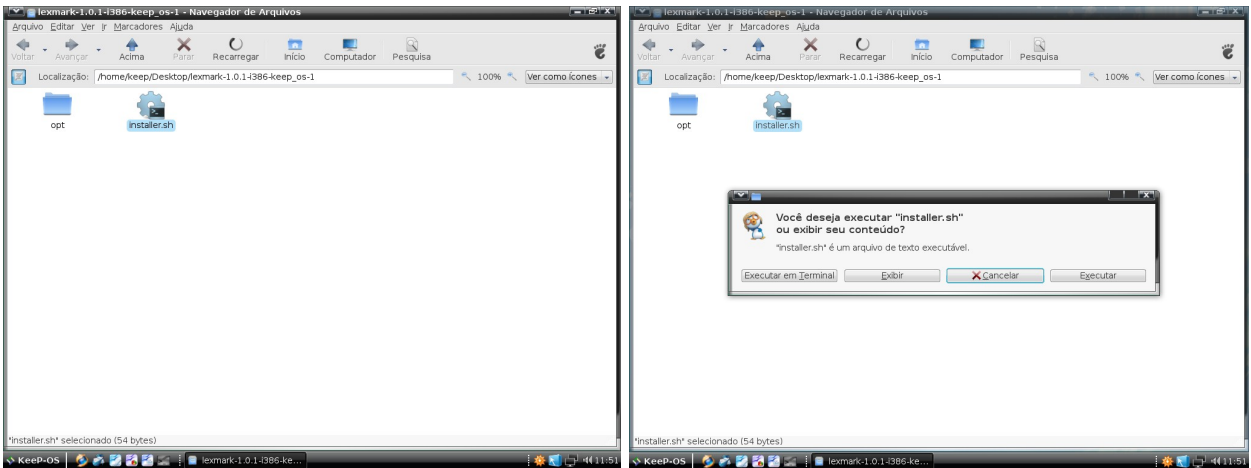 lexmark-1.0.1-i386-keep_os-1 - Navegador de Arquivos
Arquivo Editar Ver Ir Marcadores Ajuda
Voltar Avançar Acima Parar Recarregar Início Computador Pesquisa
Localização: /home/keep/Desktop/lexmark-1.0.1-i386-keep_os-1 100% Ver como ícones
opt installer.sh
"installer.sh" selecionado (54 bytes)
KeeP-OS lexmark-1.0.1-i386-ke... 11:51
lexmark-1.0.1-i386-keep_os-1 - Navegador de Arquivos
Arquivo Editar Ver Ir Marcadores Ajuda
Voltar Avançar Acima Parar Recarregar Início Computador Pesquisa
Localização: /home/keep/Desktop/lexmark-1.0.1-i386-keep_os-1 100% Ver como ícones
opt installer.sh
Você deseja executar "installer.sh"
ou exibir seu conteúdo?
"installer.sh" é um arquivo de texto executável.
Executar em Terminal Exibir Cancelar Executar
"installer.sh" selecionado (54 bytes)
KeeP-OS lexmark-1.0.1-i386-ke... 11:51